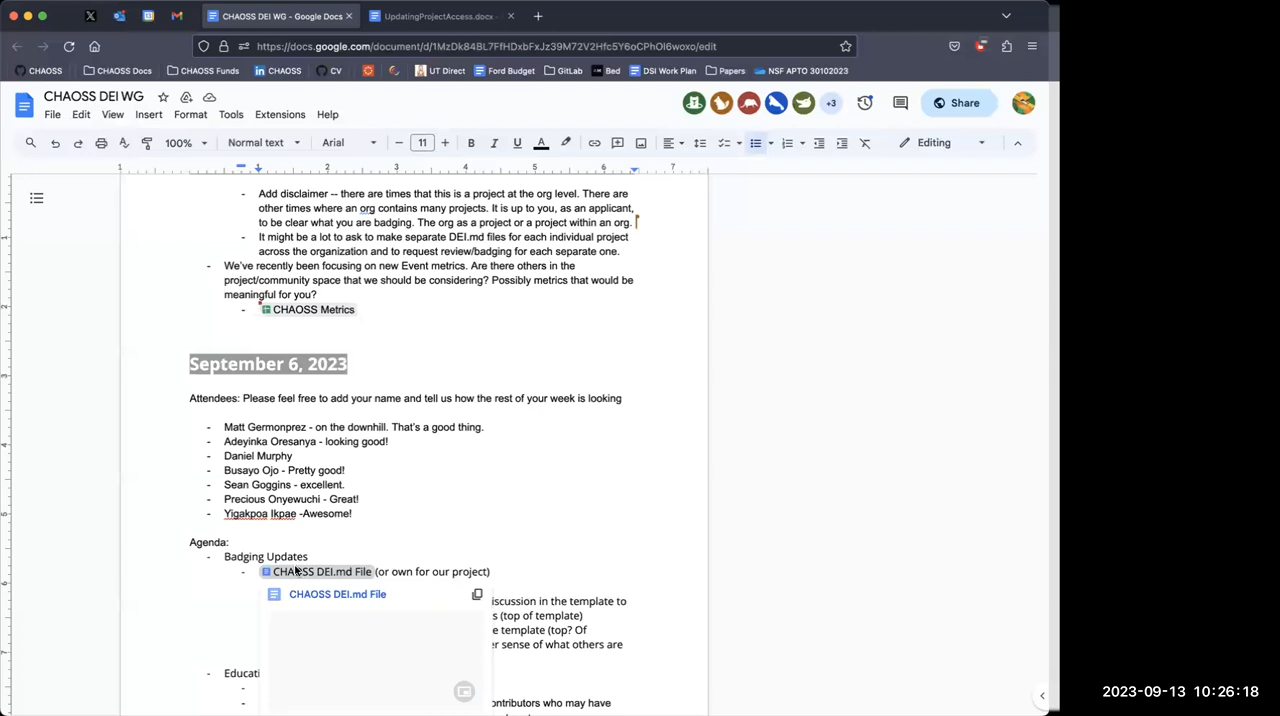 CHAOSS DEI WG - Google Docs
UpdatingProjectAccess.docx
https://docs.google.com/document/d/1MzDk84BL7FfHDxbFxJz39M72V2Hfc5Y6oCPhOI6woxo/edit
CHAOSS
CHAOSS Docs
CHAOSS Funds
CHAOSS
CV
UT Direct
Ford Budget
GitLab
Bed
DSI Work Plan
Papers
NSF APTO 30102023
CHAOSS DEI WG
File Edit View Insert Format Tools Extensions Help
+3
Share
100%
Normal text
Arial
11
Editing
1 1 2 3 4 5 6 7
- Add disclaimer -- there are times that this is a project at the org level. There are
other times where an org contains many projects. It is up to you, as an applicant,
to be clear what you are badging. The org as a project or a project within an org.
- It might be a lot to ask to make separate DEI.md files for each individual project
across the organization and to request review/badging for each separate one.
- We've recently been focusing on new Event metrics. Are there others in the
project/community space that we should be considering? Possibly metrics that would be
meaningful for you?
- CHAOSS Metrics
September 6, 2023
Attendees: Please feel free to add your name and tell us how the rest of your week is looking
- Matt Germonprez - on the downhill. That's a good thing.
- Adeyinka Oresanya - looking good!
- Daniel Murphy
- Busayo Ojo - Pretty good!
- Sean Goggins - excellent.
- Precious Onyewuchi - Great!
- Yigakpoa Ikpae -Awesome!
Agenda:
- Badging Updates
- CHAOSS DEI.md File (or own for our project)
CHAOSS DEI.md File
iscussion in the template to
s (top of template)
e template (top? Of
er sense of what others are
- Educati
-
- ontributors who may have
2023-09-13 10:26:18